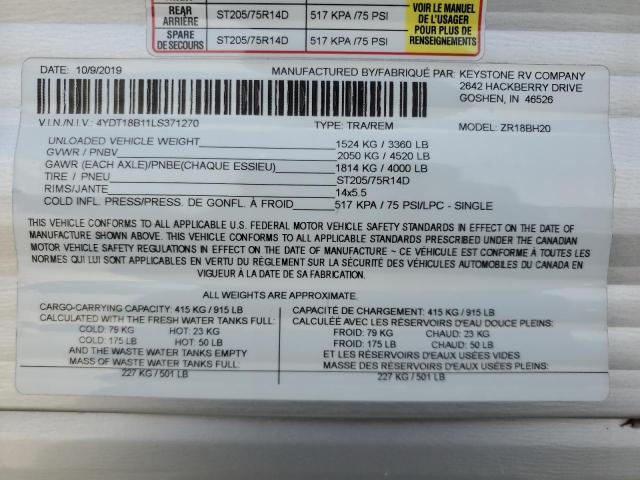 REAR
ARRIÈRE
ST205/75R14D
517 KPA /75 PSI
SPARE
DE SECOURS
ST205/75R14D
517 KPA /75 PSI
VOIR LE MANUEL
DE L'USAGER
POUR PLUS DE
RENSEIGNEMENTS
DATE: 10/9/2019
MANUFACTURED BY/FABRIQUÉ PAR: KEYSTONE RV COMPANY
2642 HACKBERRY DRIVE
GOSHEN, IN 46526
V.I.N./N.I.V.: 4YDT18B11LS371270
TYPE: TRA/REM
MODEL: ZR18BH20
UNLOADED VEHICLE WEIGHT 1524 KG / 3360 LB
GVWR / PNBV 2050 KG / 4520 LB
GAWR (EACH AXLE)/PNBE(CHAQUE ESSIEU) 1814 KG / 4000 LB
TIRE / PNEU ST205/75R14D
RIMS/JANTE 14x5.5
COLD INFL. PRESS/PRESS. DE GONFL. À FROID: 517 KPA / 75 PSI/LPC - SINGLE
THIS VEHICLE CONFORMS TO ALL APPLICABLE U.S. FEDERAL MOTOR VEHICLE SAFETY STANDARDS IN EFFECT ON THE DATE OF
MANUFACTURE SHOWN ABOVE. THIS VEHICLE CONFORMS TO ALL APPLICABLE STANDARDS PRESCRIBED UNDER THE CANADIAN
MOTOR VEHICLE SAFETY REGULATIONS IN EFFECT ON THE DATE OF MANUFACTURE ~ CE VÉHICULE EST CONFORME À TOUTES LES
NORMES QUI LUI SONT APPLICABLES EN VERTU DU RÈGLEMENT SUR LA SÉCURITÉ DES VÉHICULES AUTOMOBILES DU CANADA EN
VIGUEUR À LA DATE DE SA FABRICATION.
ALL WEIGHTS ARE APPROXIMATE.
CARGO-CARRYING CAPACITY: 415 KG / 915 LB
CALCULATED WITH THE FRESH WATER TANKS FULL:
COLD: 79 KG HOT: 23 KG
COLD: 175 LB HOT: 50 LB
AND THE WASTE WATER TANKS EMPTY
MASS OF WASTE WATER TANKS FULL:
227 KG / 501 LB
CAPACITÉ DE CHARGEMENT: 415 KG / 915 LB
CALCULÉE AVEC LES RÉSERVOIRS D'EAU DOUCE PLEINS:
FROID: 79 KG CHAUD: 23 KG
FROID: 175 LB CHAUD: 50 LB
ET LES RÉSERVOIRS D'EAUX USÉES VIDES
MASSE DES RÉSERVOIRS D'EAUX USÉES PLEINS:
227 KG / 501 LB